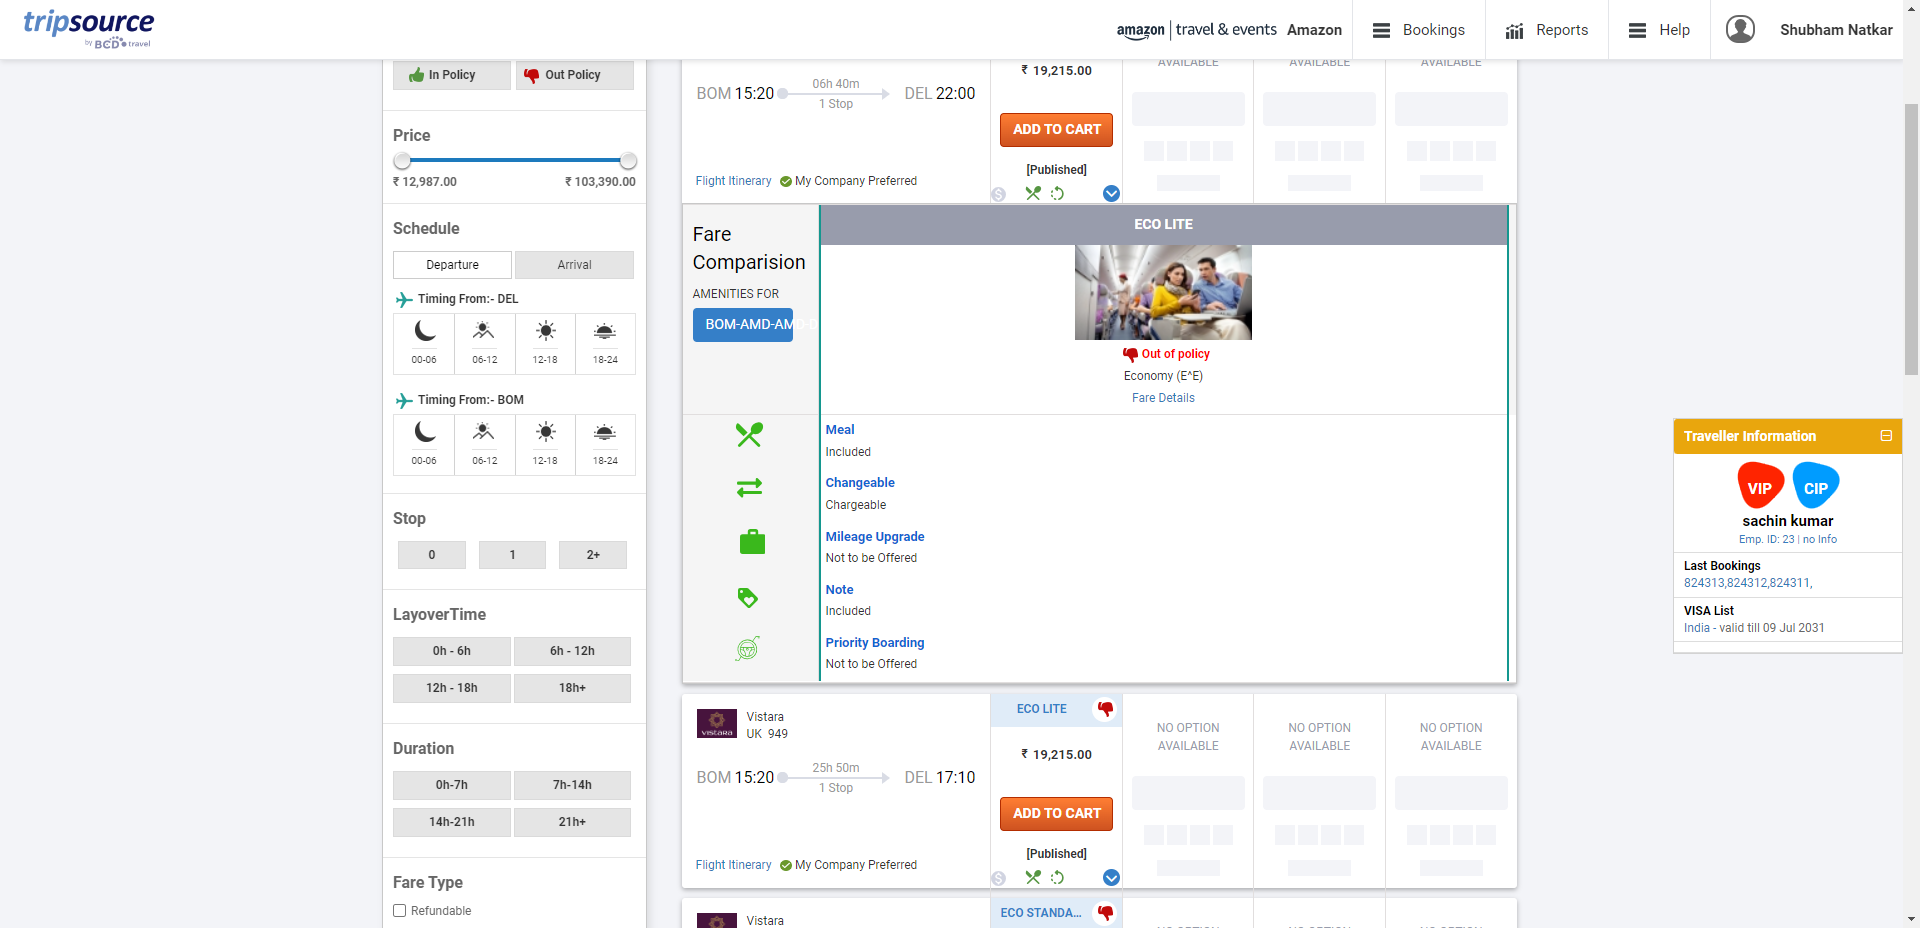 tripsource
by BCD travel
amazon | travel & events Amazon
Bookings
Reports
Help
Shubham Natkar
In Policy
Out Policy
Price
₹ 12,987.00
₹ 103,390.00
Schedule
Departure
Arrival
Timing From:- DEL
00-06
06-12
12-18
18-24
Timing From:- BOM
00-06
06-12
12-18
18-24
Stop
0
1
2+
LayoverTime
0h - 6h
6h - 12h
12h - 18h
18h+
Duration
0h-7h
7h-14h
14h-21h
21h+
Fare Type
Refundable
BOM 15:20
06h 40m
1 Stop
DEL 22:00
Flight Itinerary
My Company Preferred
₹ 19,215.00
ADD TO CART
[Published]
AVAILABLE
AVAILABLE
AVAILABLE
Fare
Comparision
AMENITIES FOR
BOM-AMD-AMD-D
ECO LITE
Out of policy
Economy (E^E)
Fare Details
Meal
Included
Changeable
Chargeable
Mileage Upgrade
Not to be Offered
Note
Included
Priority Boarding
Not to be Offered
VISTARA
Vistara
UK 949
BOM 15:20
25h 50m
1 Stop
DEL 17:10
Flight Itinerary
My Company Preferred
ECO LITE
₹ 19,215.00
ADD TO CART
[Published]
NO OPTION
AVAILABLE
NO OPTION
AVAILABLE
NO OPTION
AVAILABLE
Vistara
ECO STANDA...
Traveller Information
VIP
CIP
sachin kumar
Emp. ID: 23 | no Info
Last Bookings
824313,824312,824311,
VISA List
India - valid till 09 Jul 2031